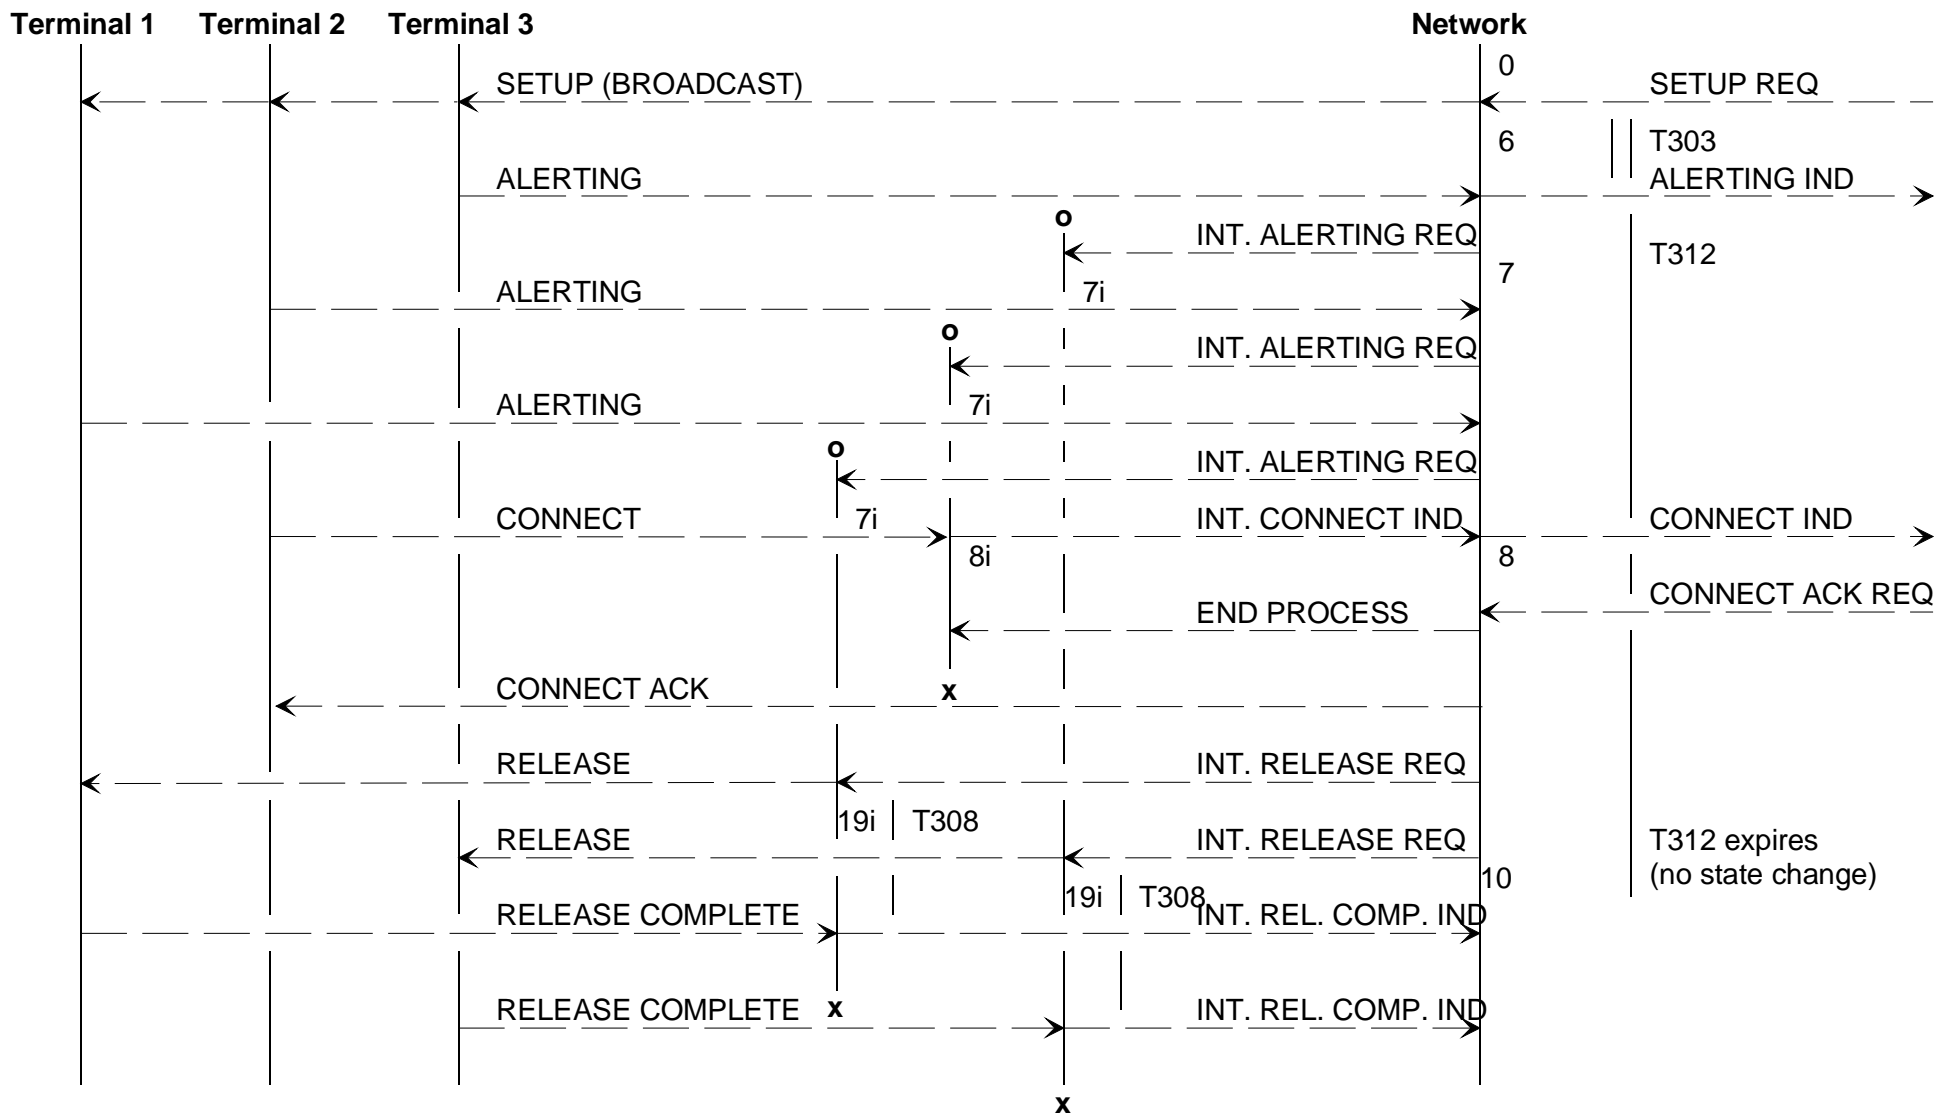 Terminal 1 Terminal 2 Terminal 3 Network
0
SETUP (BROADCAST) SETUP REQ
6 T303
ALERTING ALERTING IND
o
INT. ALERTING REQ T312
7
ALERTING 7i
o
INT. ALERTING REQ
ALERTING 7i
o
INT. ALERTING REQ
CONNECT 7i INT. CONNECT IND CONNECT IND
8i 8
CONNECT ACK REQ
END PROCESS
CONNECT ACK x
RELEASE INT. RELEASE REQ
19i T308
RELEASE INT. RELEASE REQ T312 expires
10 (no state change)
19i T308
RELEASE COMPLETE INT. REL. COMP. IND
RELEASE COMPLETE x INT. REL. COMP. IND
x